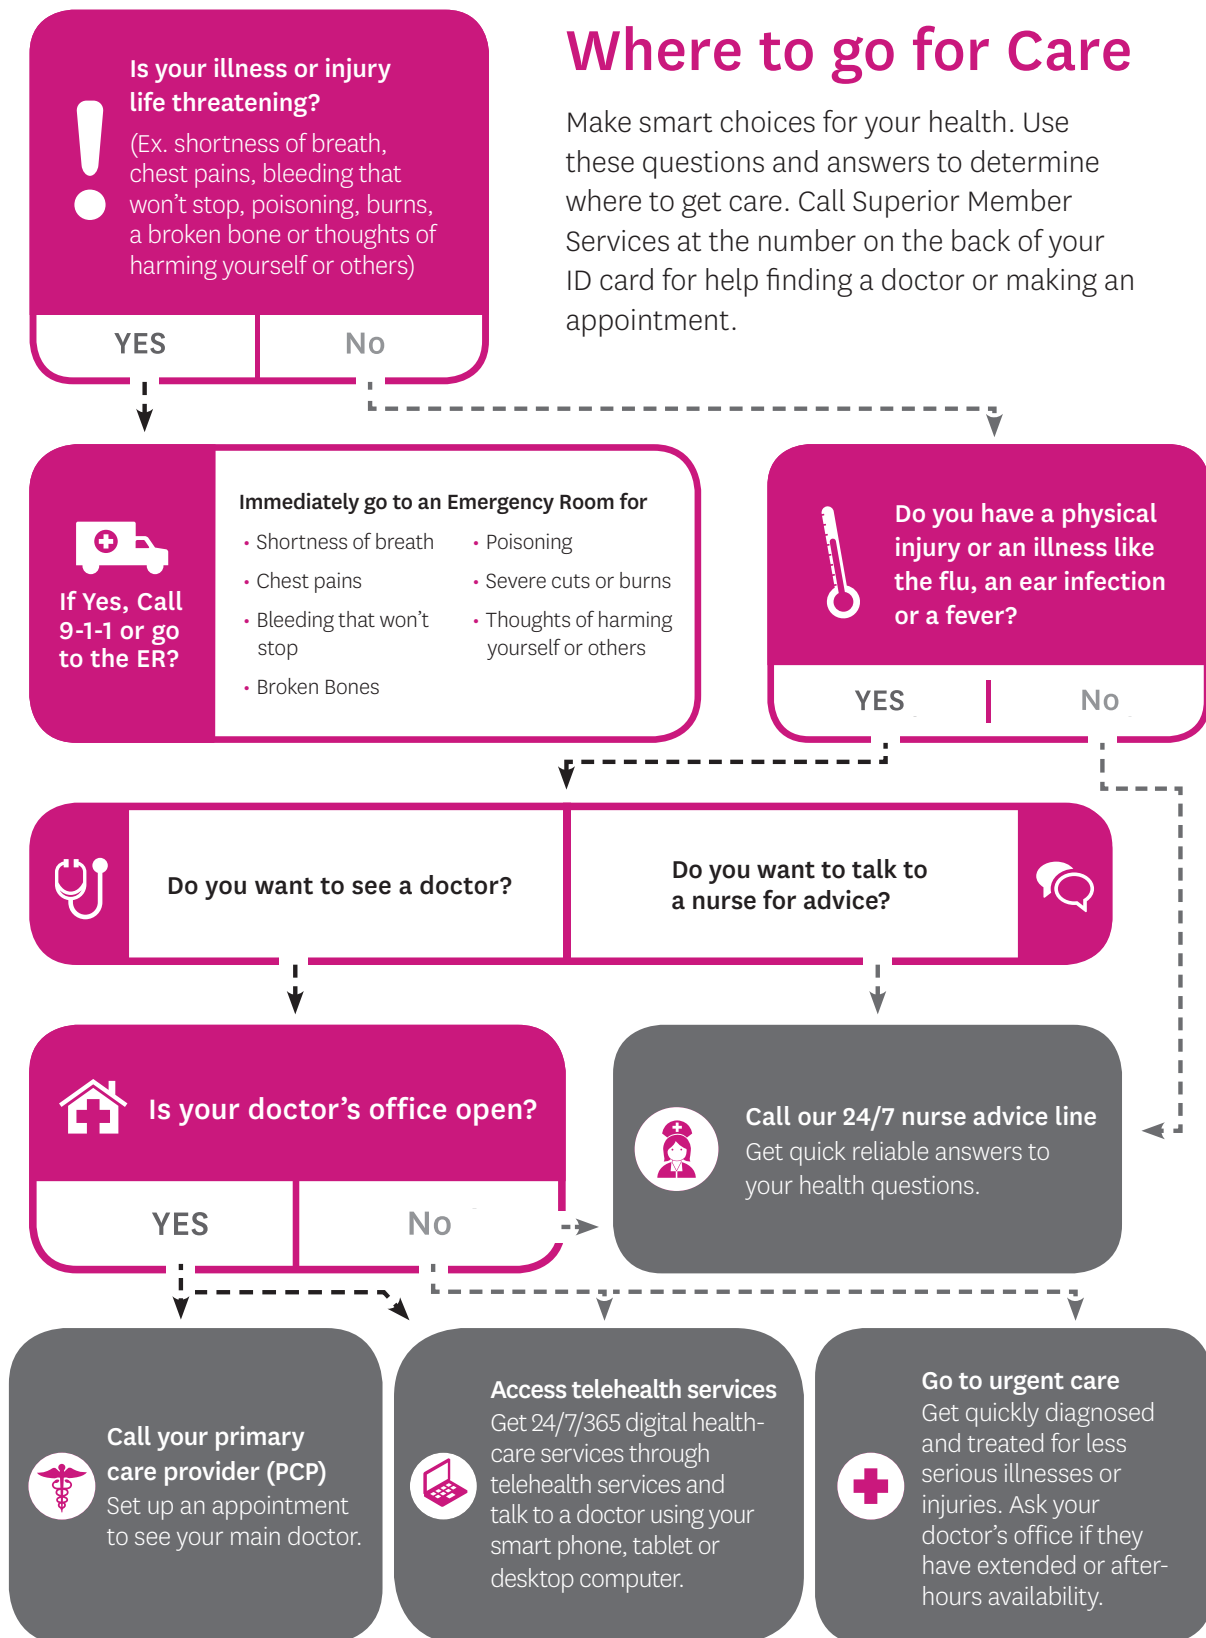 Where to go for Care
Make smart choices for your health. Use
these questions and answers to determine
where to get care. Call Superior Member
Services at the number on the back of your
ID card for help finding a doctor or making an
appointment.
Is your illness or injury
life threatening?
(Ex. shortness of breath,
chest pains, bleeding that
won't stop, poisoning, burns,
a broken bone or thoughts of
harming yourself or others)
YES
No
If Yes, Call
9-1-1 or go
to the ER?
Immediately go to an Emergency Room for
• Shortness of breath
• Chest pains
• Bleeding that won't
stop
• Broken Bones
• Poisoning
• Severe cuts or burns
• Thoughts of harming
yourself or others
Do you have a physical
injury or an illness like
the flu, an ear infection
or a fever?
YES
No
Do you want to see a doctor?
Do you want to talk to
a nurse for advice?
Is your doctor's office open?
YES
No
Call our 24/7 nurse advice line
Get quick reliable answers to
your health questions.
Call your primary
care provider (PCP)
Set up an appointment
to see your main doctor.
Access telehealth services
Get 24/7/365 digital health-
care services through
telehealth services and
talk to a doctor using your
smart phone, tablet or
desktop computer.
Go to urgent care
Get quickly diagnosed
and treated for less
serious illnesses or
injuries. Ask your
doctor's office if they
have extended or after-
hours availability.